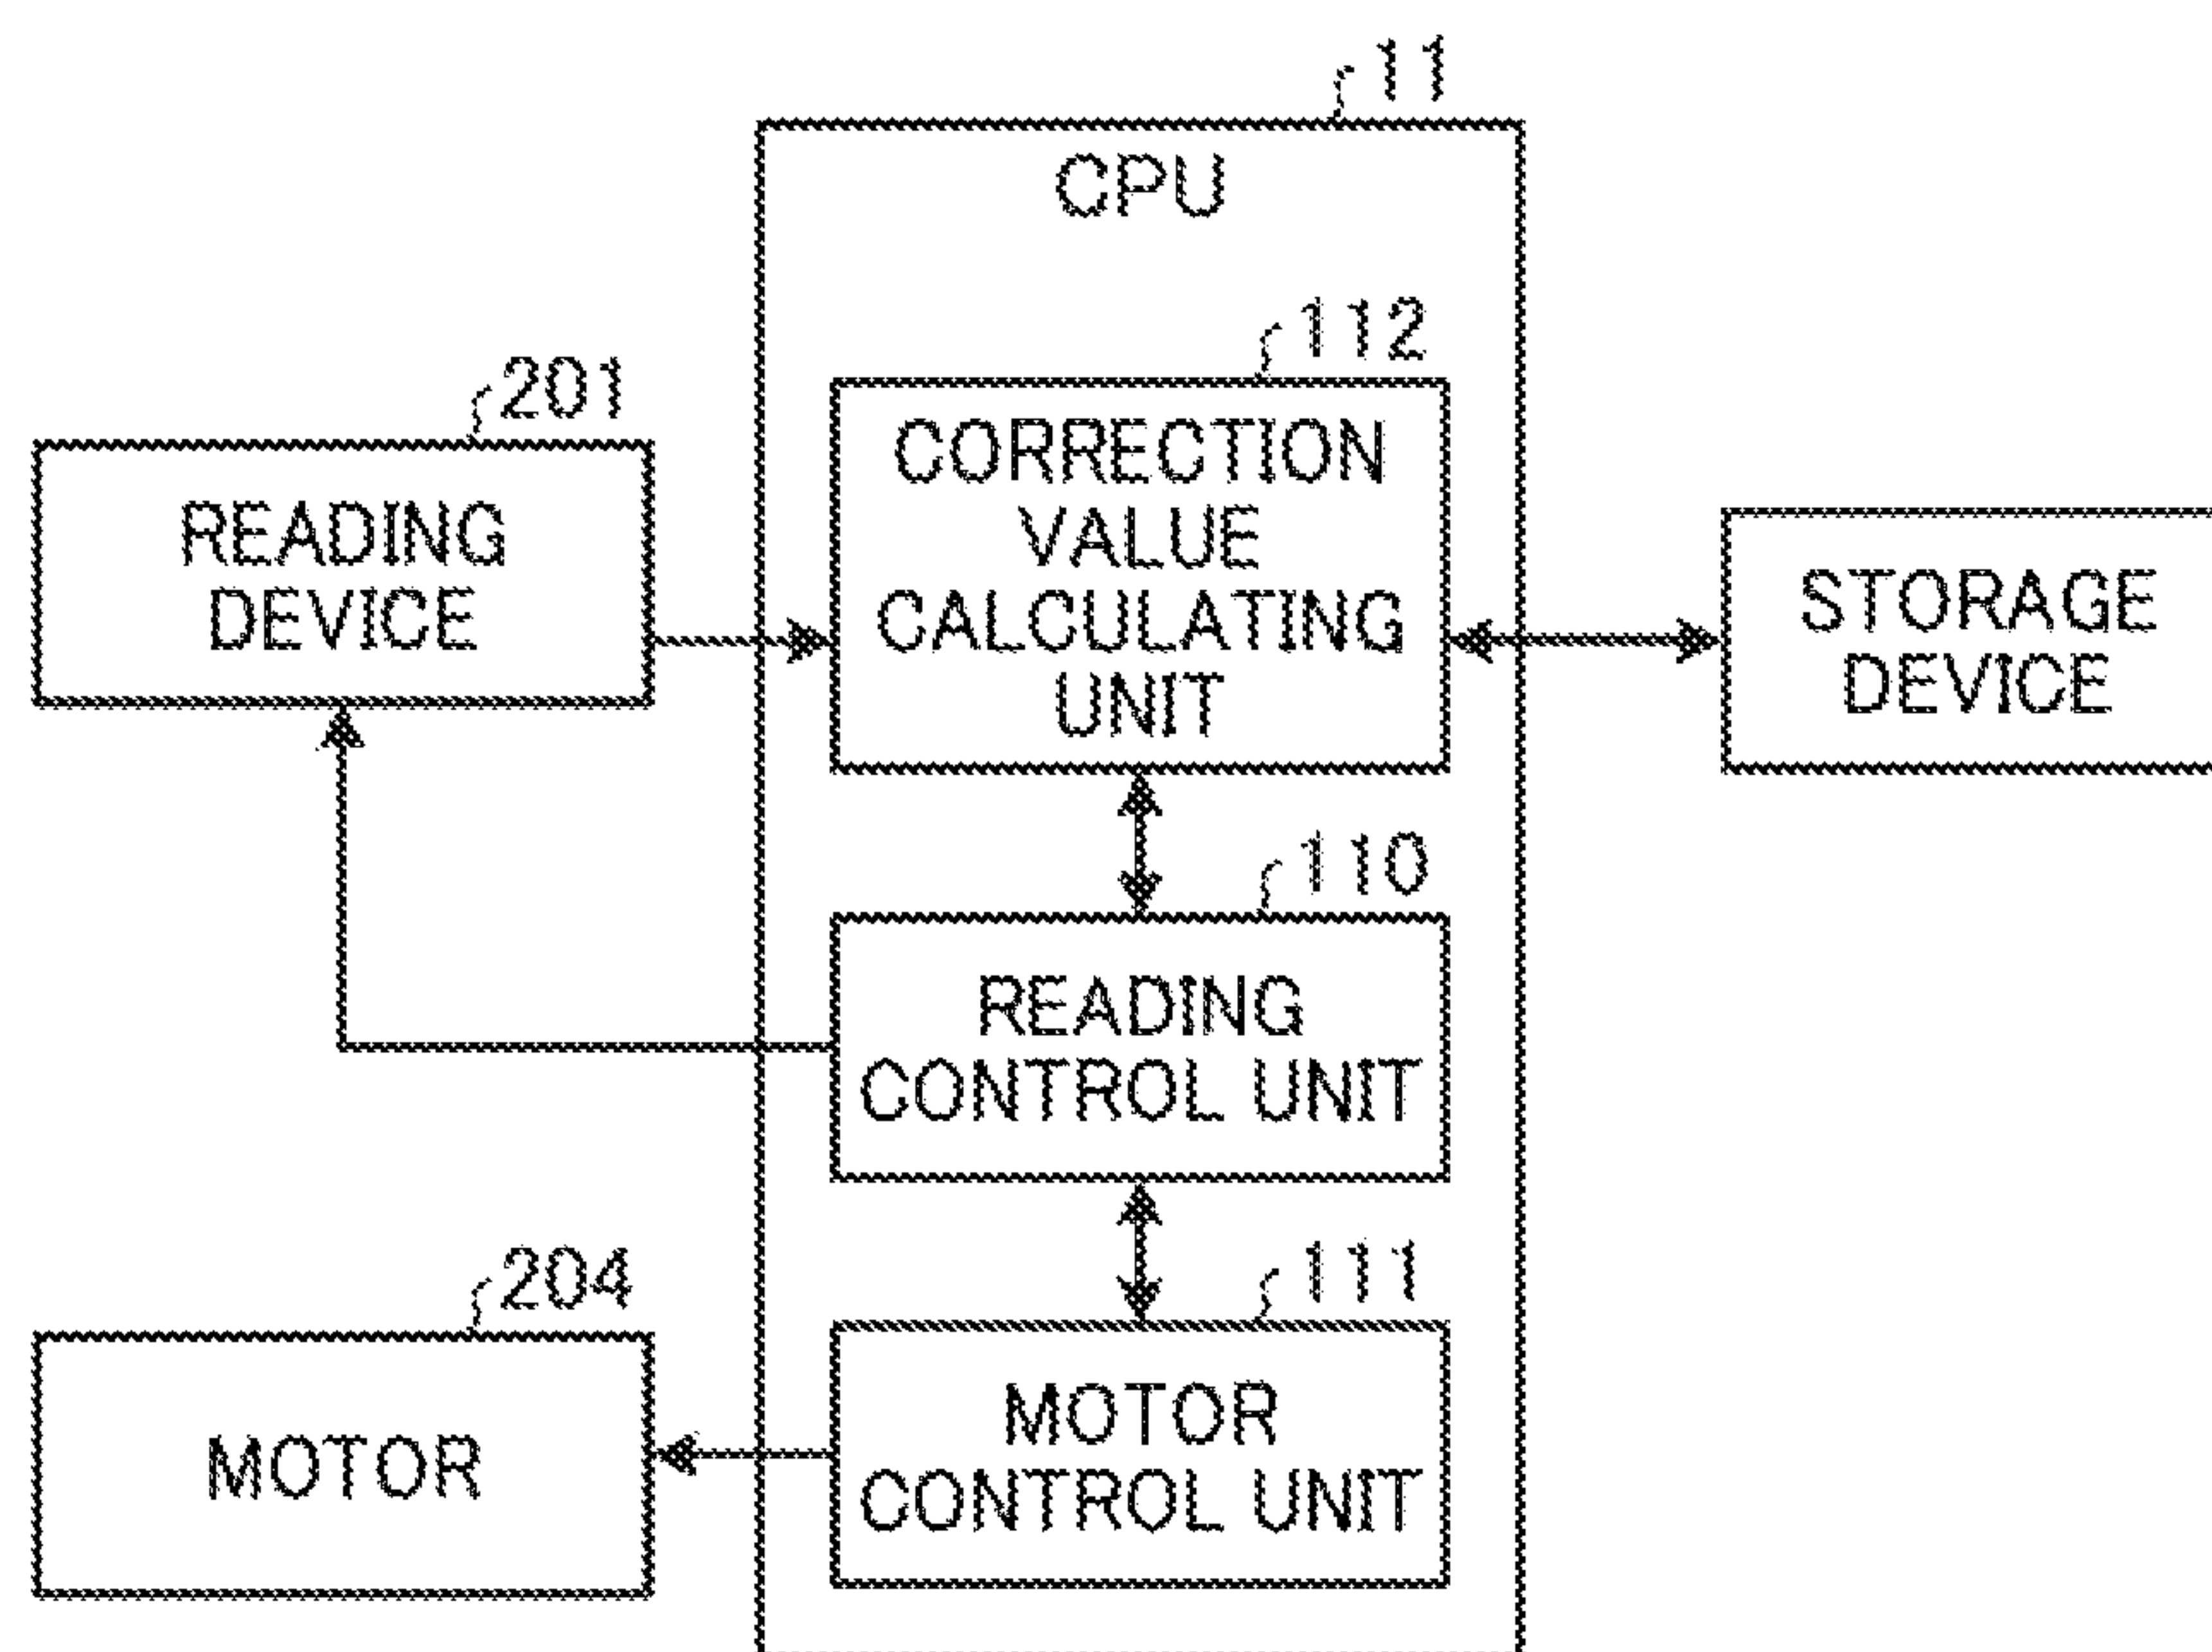 11
CPU
112
CORRECTION
VALUE
CALCULATING
UNIT
201
READING
DEVICE
STORAGE
DEVICE
110
READING
CONTROL UNIT
204
MOTOR
111
MOTOR
CONTROL UNIT